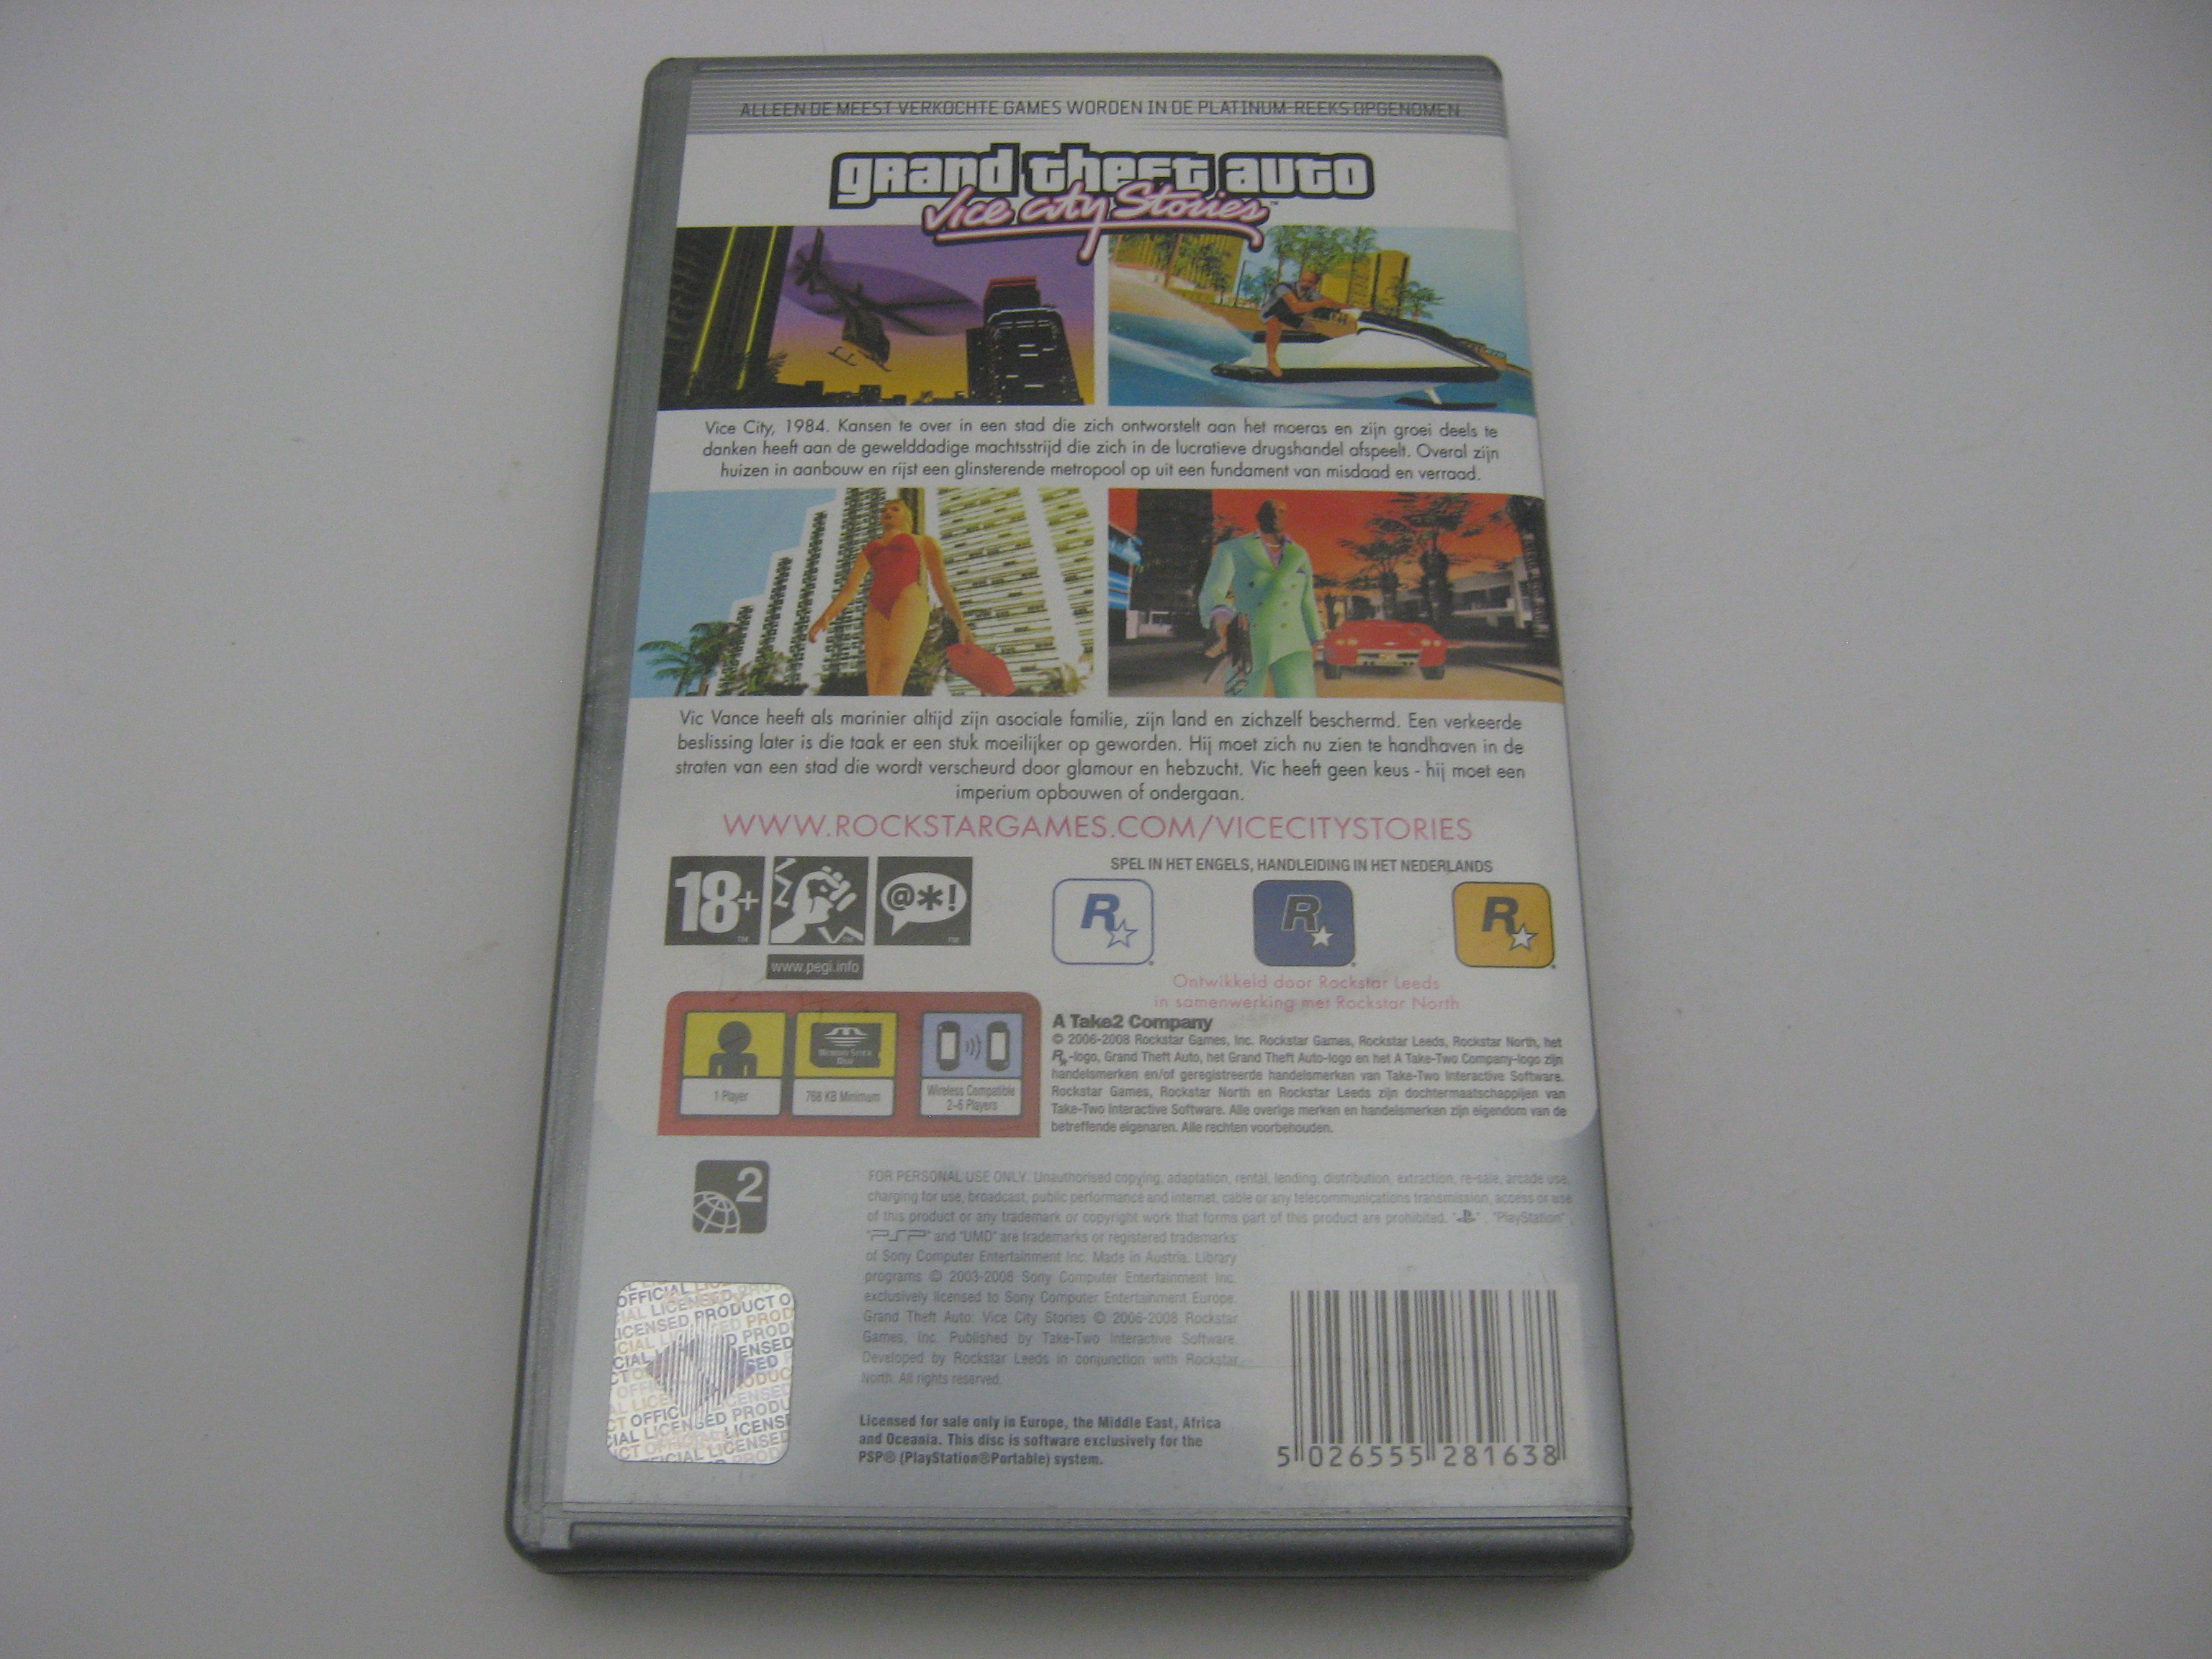 ALLEEN DE MEEST VERKOCHTE GAMES WORDEN IN DE PLATINUM-REEKS OPGENOMEN
grand theft auto
Vice City Stories™
Vice City, 1984. Kansen te over in een stad die zich ontworstelt aan het moeras en zijn groei deels te
danken heeft aan de gewelddadige machtsstrijd die zich in de lucratieve drugshandel afspeelt. Overal zijn
huizen in aanbouw en rijst een glinsterende metropool op uit een fundament van misdaad en verraad.
Vic Vance heeft als marinier altijd zijn asociale familie, zijn land en zichzelf beschermd. Een verkeerde
beslissing later is die taak er een stuk moeilijker op geworden. Hij moet zich nu zien te handhaven in de
straten van een stad die wordt verscheurd door glamour en hebzucht. Vic heeft geen keus - hij moet een
imperium opbouwen of ondergaan.
WWW.ROCKSTARGAMES.COM/VICECITYSTORIES
18+™
™
@*!
™
www.pegi.info
SPEL IN HET ENGELS, HANDLEIDING IN HET NEDERLANDS
R R R
Ontwikkeld door Rockstar Leeds
in samenwerking met Rockstar North
1 Player
Memory Stick Duo
768 KB Minimum
Wireless Compatible
2-6 Players
A Take2 Company
© 2006-2008 Rockstar Games, Inc. Rockstar Games, Rockstar Leeds, Rockstar North, het
R-logo, Grand Theft Auto, het Grand Theft Auto-logo en het A Take-Two Company-logo zijn
handelsmerken en/of geregistreerde handelsmerken van Take-Two Interactive Software.
Rockstar Games, Rockstar North en Rockstar Leeds zijn dochtermaatschappijen van
Take-Two Interactive Software. Alle overige merken en handelsmerken zijn eigendom van de
betreffende eigenaren. Alle rechten voorbehouden.
2
FOR PERSONAL USE ONLY. Unauthorised copying, adaptation, rental, lending, distribution, extraction, re-sale, arcade use,
charging for use, broadcast, public performance and internet, cable or any telecommunications transmission, access or use
of this product or any trademark or copyright work that forms part of this product are prohibited. " ", "PlayStation",
"PSP" and "UMD" are trademarks or registered trademarks
of Sony Computer Entertainment Inc. Made in Austria. Library
programs © 2003-2008 Sony Computer Entertainment Inc.
exclusively licensed to Sony Computer Entertainment Europe.
Grand Theft Auto: Vice City Stories © 2006-2008 Rockstar
Games, Inc. Published by Take-Two Interactive Software.
Developed by Rockstar Leeds in conjunction with Rockstar
North. All rights reserved.
Licensed for sale only in Europe, the Middle East, Africa
and Oceania. This disc is software exclusively for the
PSP® (PlayStation®Portable) system.
OFFICIAL LICENSED PRODUCT
5 026555 281638